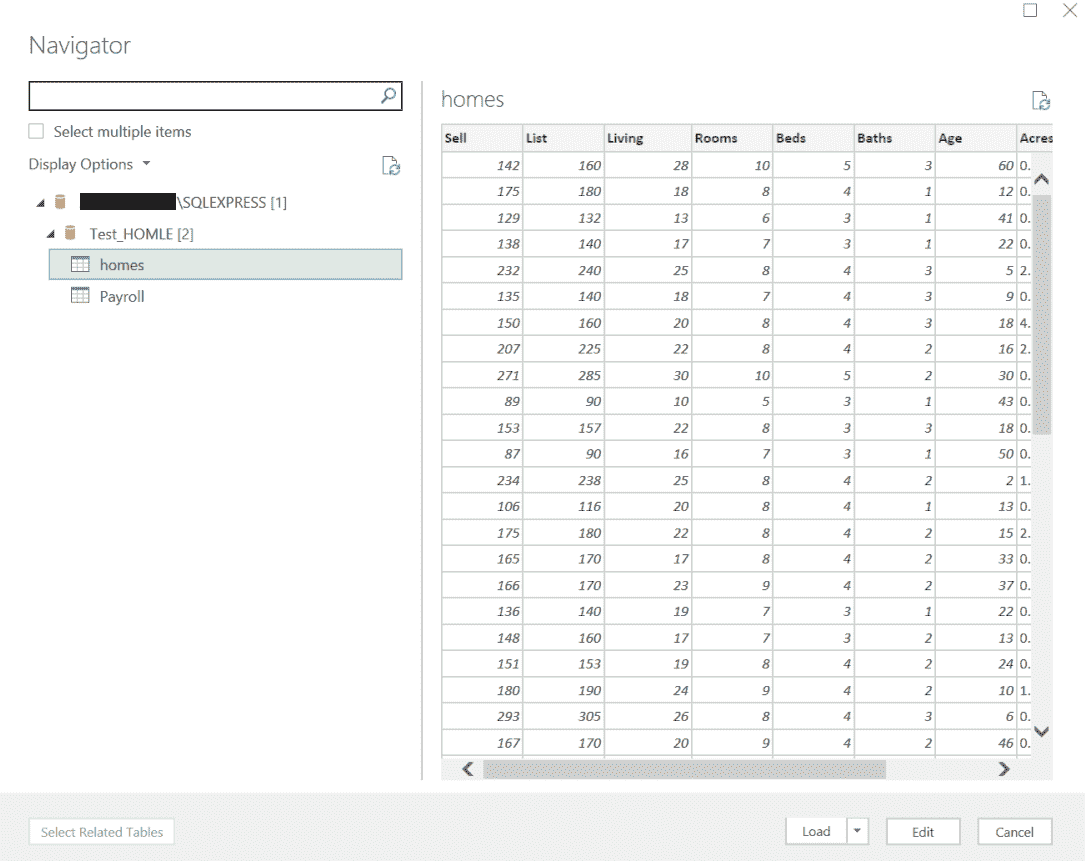 Navigator
Select multiple items
Display Options
\SQLEXPRESS [1]
Test_HOMLE [2]
homes
Payroll
homes
Sell List Living Rooms Beds Baths Age Acres
142 160 28 10 5 3 60 0.
175 180 18 8 4 1 12 0.
129 132 13 6 3 1 41 0.
138 140 17 7 3 1 22 0.
232 240 25 8 4 3 5 2.
135 140 18 7 4 3 9 0.
150 160 20 8 4 3 18 4.
207 225 22 8 4 2 16 2.
271 285 30 10 5 2 30 0.
89 90 10 5 3 1 43 0.
153 157 22 8 3 3 18 0.
87 90 16 7 3 1 50 0.
234 238 25 8 4 2 2 1.
106 116 20 8 4 1 13 0.
175 180 22 8 4 2 15 2.
165 170 17 8 4 2 33 0.
166 170 23 9 4 2 37 0.
136 140 19 7 3 1 22 0.
148 160 17 7 3 2 13 0.
151 153 19 8 4 2 24 0.
180 190 24 9 4 2 10 1.
293 305 26 8 4 3 6 0.
167 170 20 9 4 2 46 0.
Select Related Tables
Load
Edit
Cancel